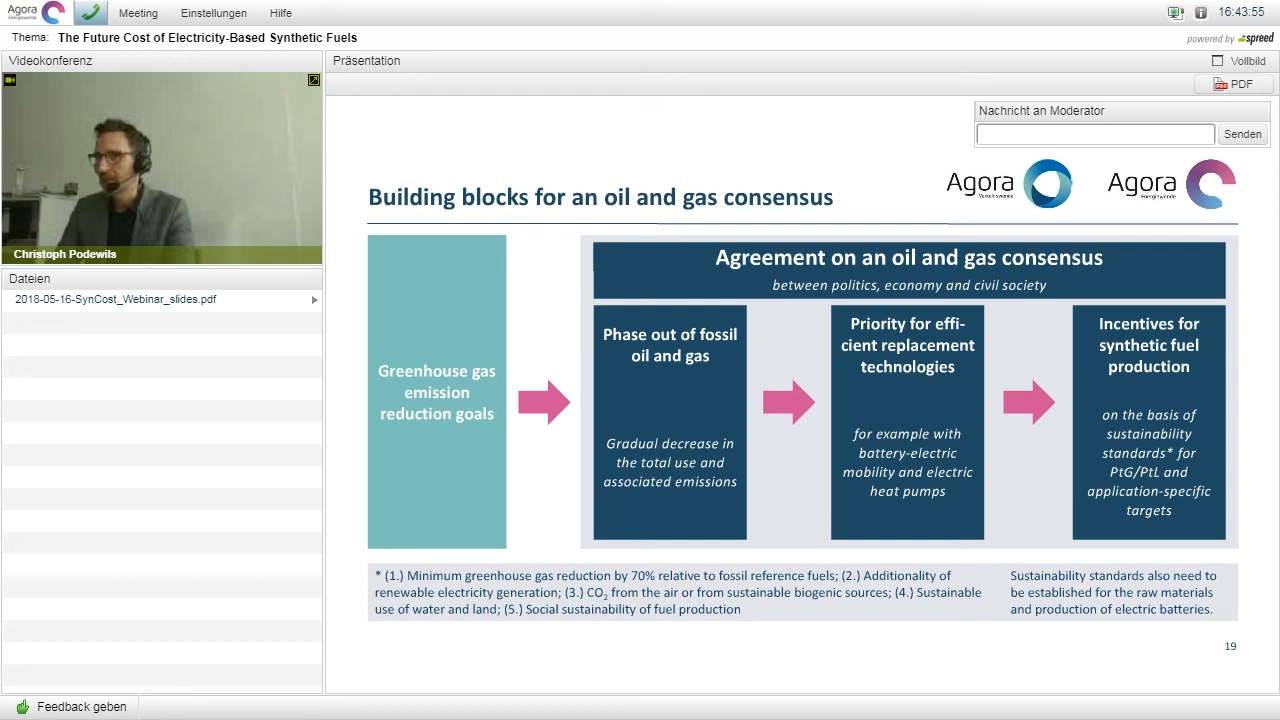 Agora
Energiewende
Meeting
Einstellungen
Hilfe
16:43:55
Thema: The Future Cost of Electricity-Based Synthetic Fuels
powered by spreed
Videokonferenz
Präsentation
Vollbild
PDF
Nachricht an Moderator
Senden
Christoph Podewils
Dateien
2018-05-16-SynCost_Webinar_slides.pdf
Building blocks for an oil and gas consensus
Agora
Verkehrswende
Agora
Energiewende
Greenhouse gas
emission
reduction goals
Agreement on an oil and gas consensus
between politics, economy and civil society
Phase out of fossil
oil and gas
Gradual decrease in
the total use and
associated emissions
Priority for effi-
cient replacement
technologies
for example with
battery-electric
mobility and electric
heat pumps
Incentives for
synthetic fuel
production
on the basis of
sustainability
standards* for
PtG/PtL and
application-specific
targets
* (1.) Minimum greenhouse gas reduction by 70% relative to fossil reference fuels; (2.) Additionality of
renewable electricity generation; (3.) CO₂ from the air or from sustainable biogenic sources; (4.) Sustainable
use of water and land; (5.) Social sustainability of fuel production
Sustainability standards also need to
be established for the raw materials
and production of electric batteries.
19
Feedback geben